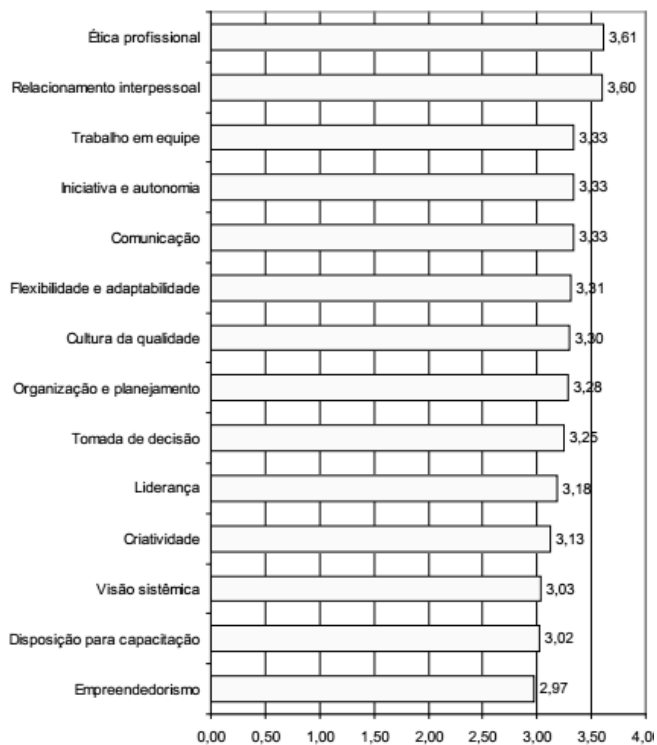 Ética profissional 3,61
Relacionamento interpessoal 3,60
Trabalho em equipe 3,33
Iniciativa e autonomia 3,33
Comunicação 3,33
Flexibilidade e adaptabilidade 3,31
Cultura da qualidade 3,30
Organização e planejamento 3,28
Tomada de decisão 3,25
Liderança 3,18
Criatividade 3,13
Visão sistêmica 3,03
Disposição para capacitação 3,02
Empreendedorismo 2,97
0,00 0,50 1,00 1,50 2,00 2,50 3,00 3,50 4,00